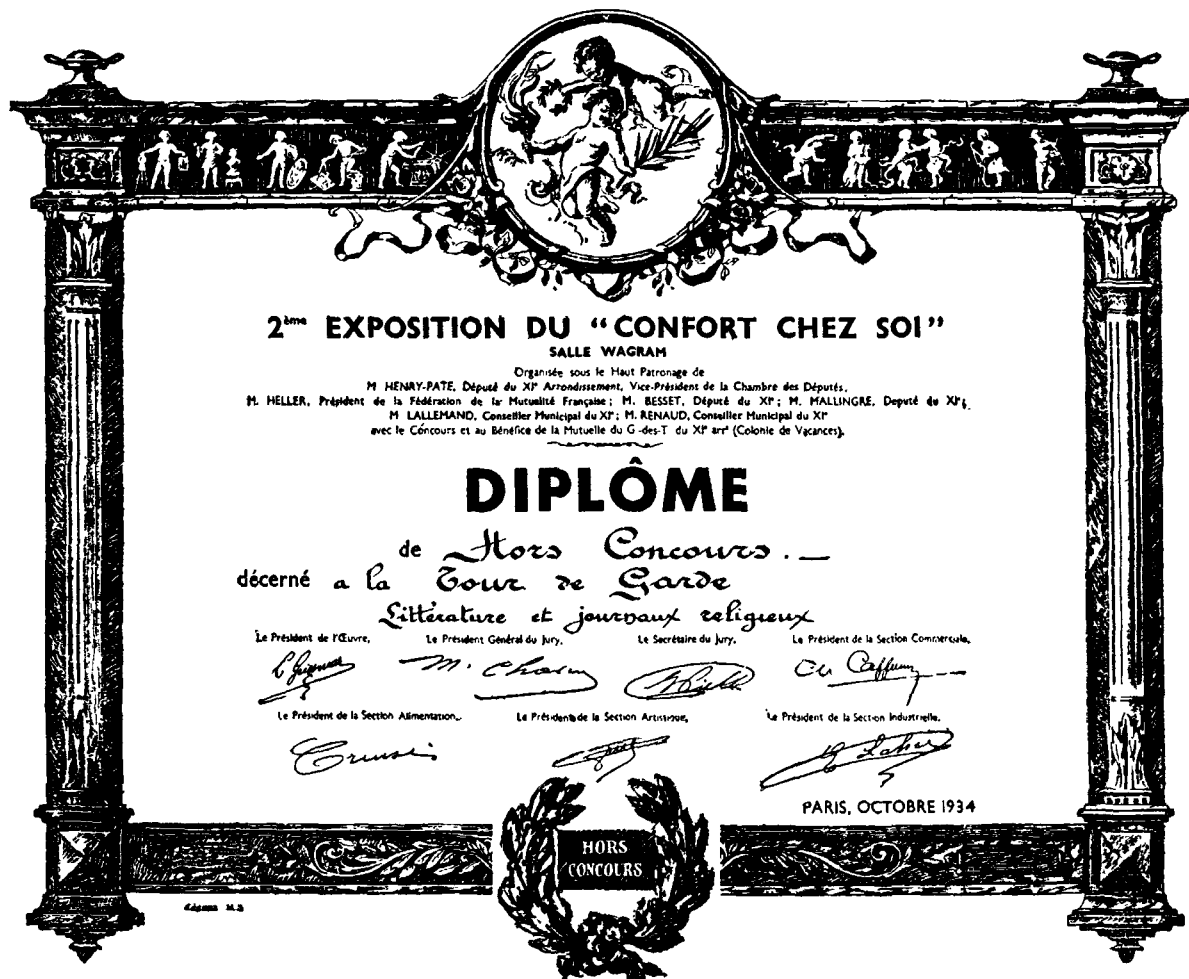 2ème EXPOSITION DU “CONFORT CHEZ SOI”
SALLE WAGRAM
Organisée sous le Haut Patronage de
M HENRY-PATÉ, Député du XIe Arrondissement, Vice-Président de la Chambre des Députés,
M. HELLER, Président de la Fédération de la Mutualité Française ; M. BESSET, Député du XIe ; M. MALLINGRE, Deputé du XIe ;
M LALLEMAND, Conseiller Municipal du XIe ; M. RENAUD, Conseiller Municipal du XIe
avec le Concours et au Bénéfice de la Mutuelle du G-des-T du XIe arrt (Colonie de Vacances).
DIPLÔME
de Hors Concours. —
décerné a la Tour de Garde
Littérature et journaux religieux
Le Président de l'Œuvre, Le Président Général du Jury, Le Secrétaire du Jury, Le Président de la Section Commerciale,
M. Le Président de la Section Alimentation, Le Président de la Section Artistique, Le Président de la Section Industrielle,
PARIS, OCTOBRE 1934
HORS
CONCOURS